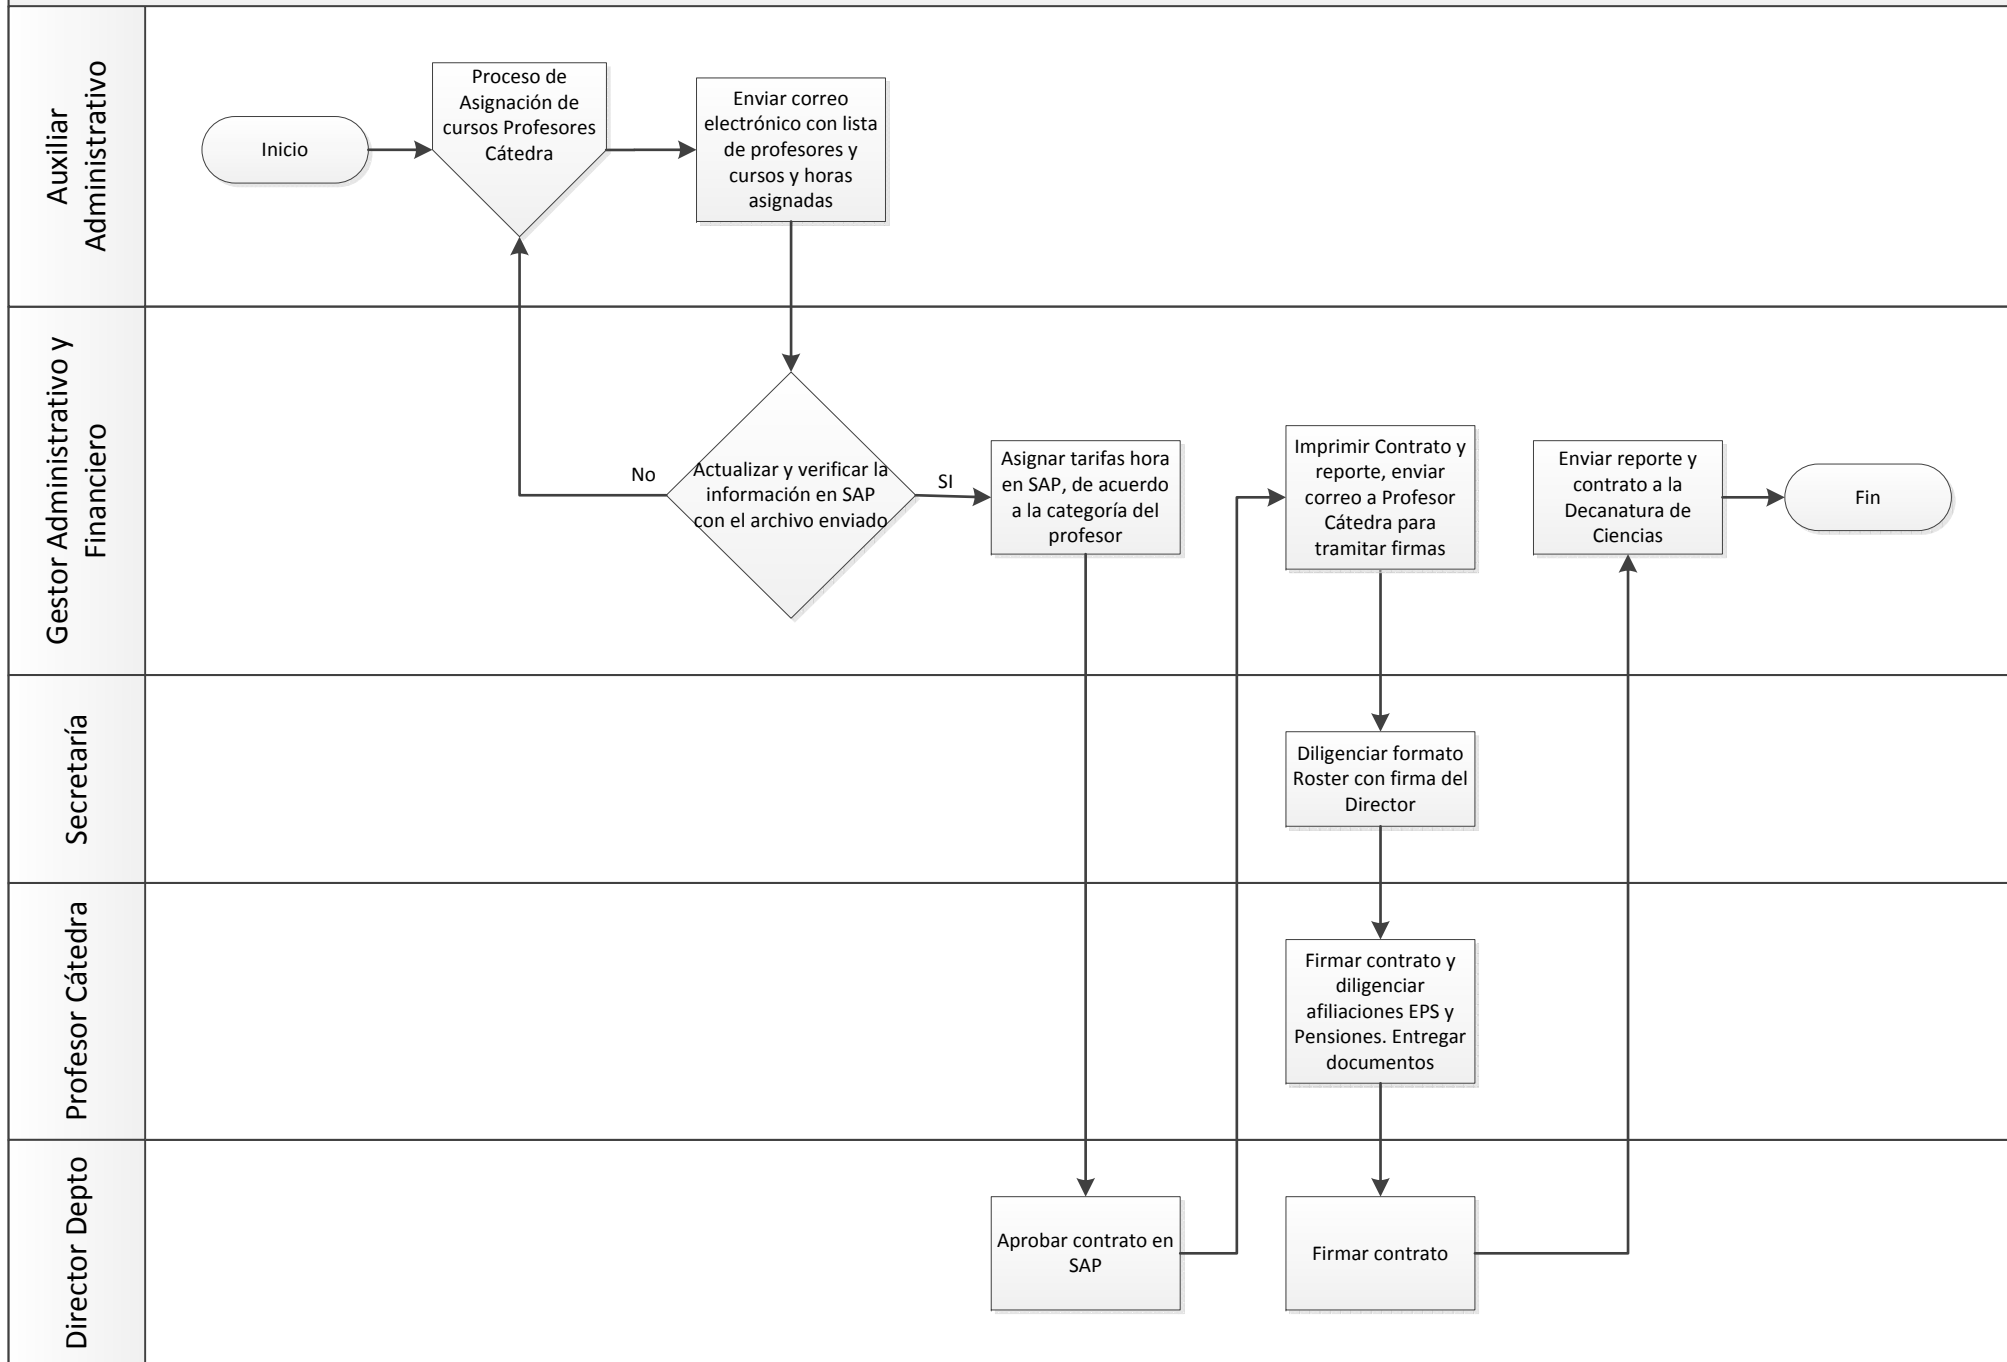 Auxiliar
Administrativo
Inicio
Proceso de
Asignación de
cursos Profesores
Cátedra
Enviar correo
electrónico con lista
de profesores y
cursos y horas
asignadas
Gestor Administrativo y
Financiero
No
Actualizar y verificar la
información en SAP
con el archivo enviado
SI
Asignar tarifas hora
en SAP, de acuerdo
a la categoría del
profesor
Imprimir Contrato y
reporte, enviar
correo a Profesor
Cátedra para
tramitar firmas
Enviar reporte y
contrato a la
Decanatura de
Ciencias
Fin
Secretaría
Diligenciar formato
Roster con firma del
Director
Profesor Cátedra
Firmar contrato y
diligenciar
afiliaciones EPS y
Pensiones. Entregar
documentos
Director Depto
Aprobar contrato en
SAP
Firmar contrato